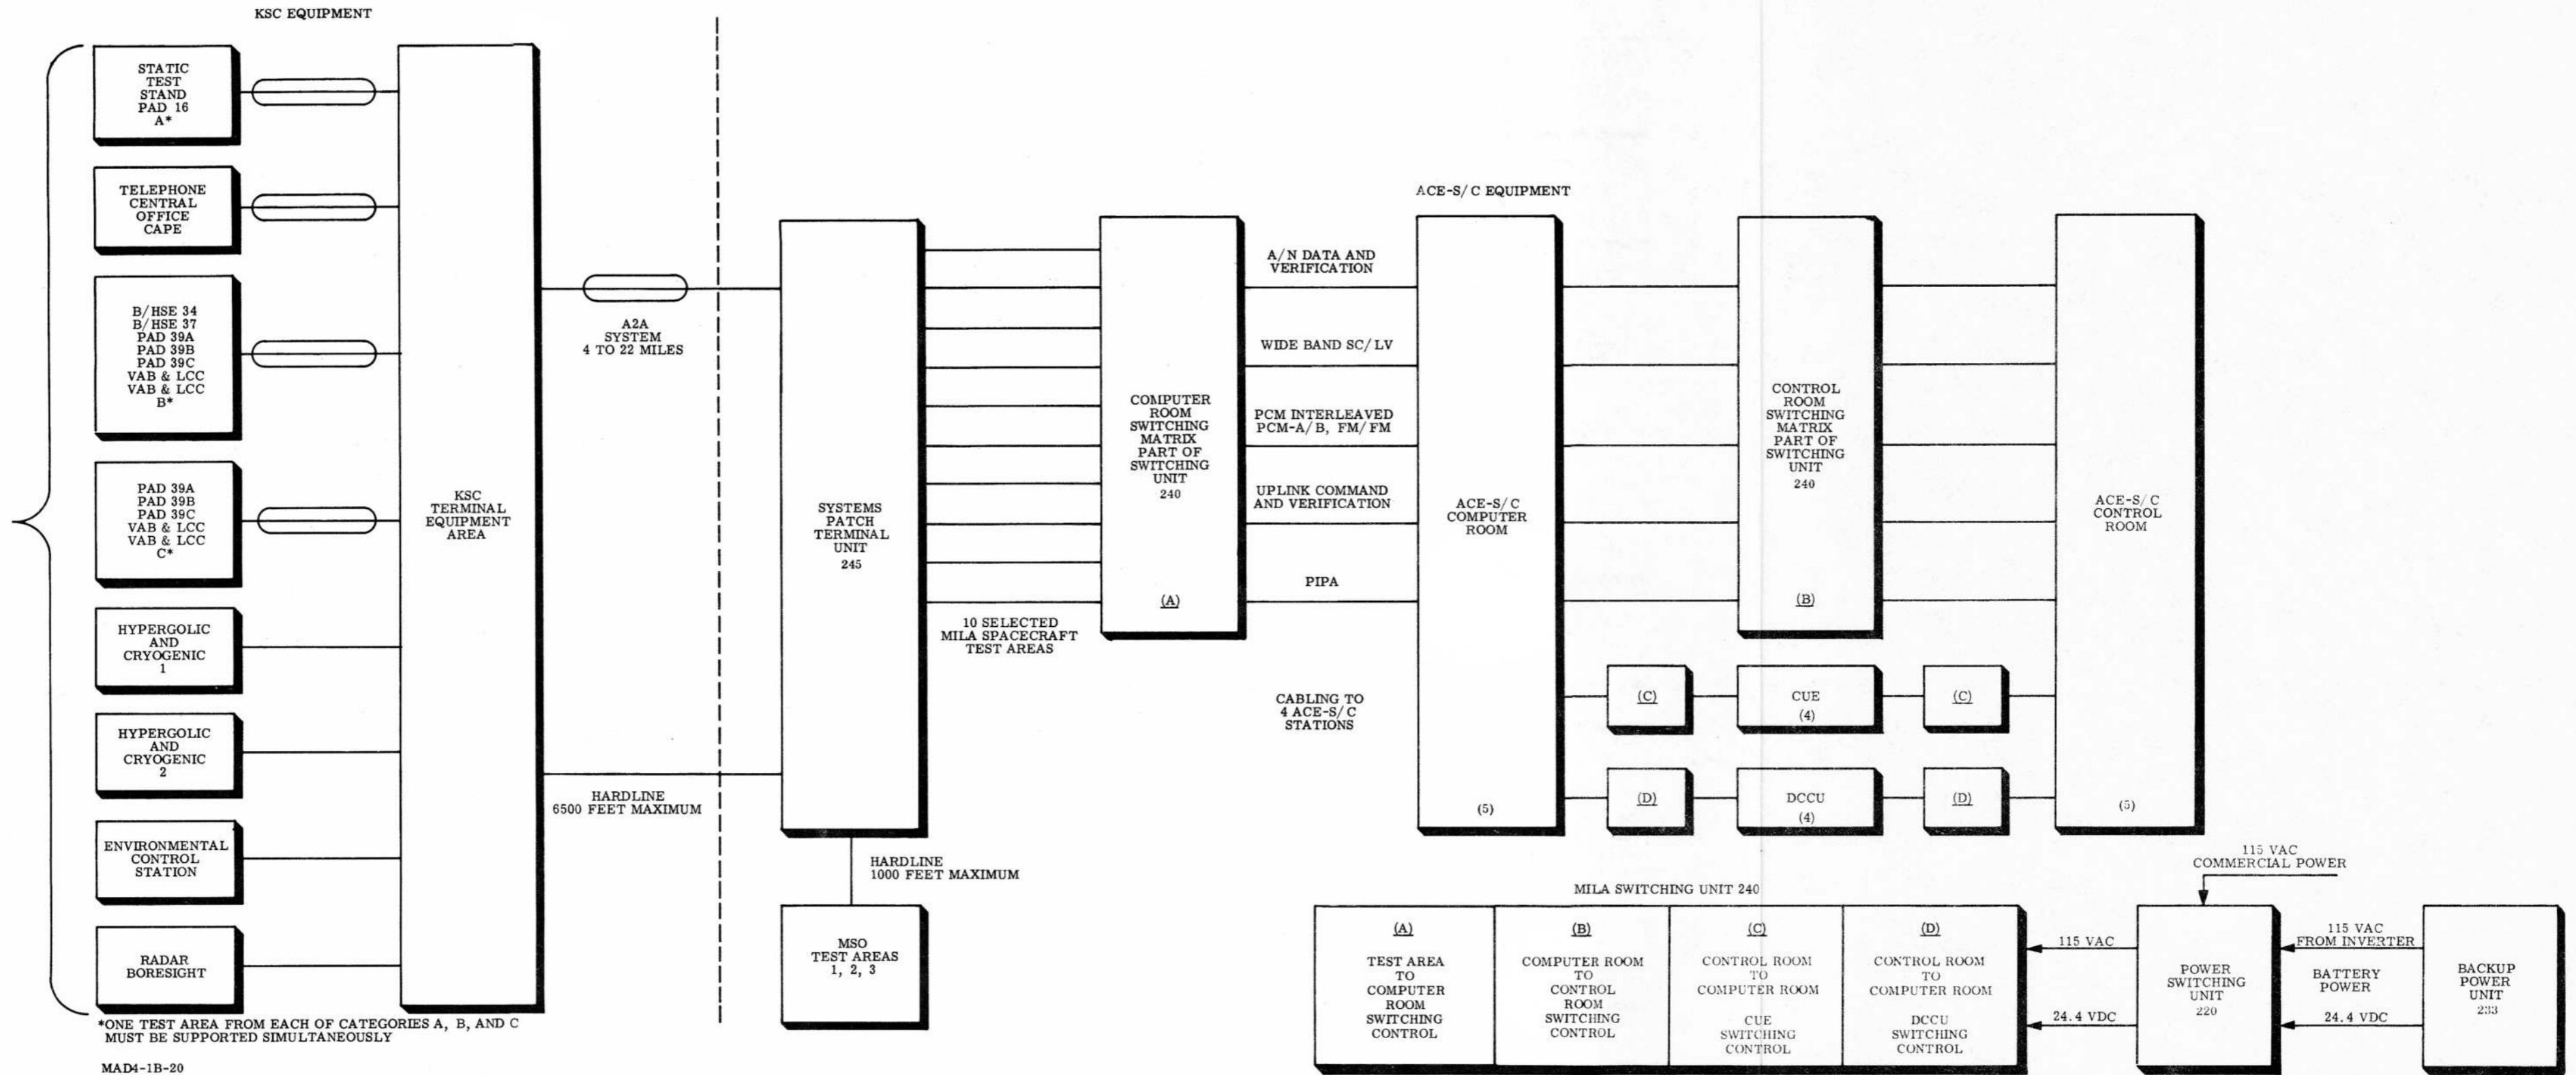 KSC EQUIPMENT
STATIC
TEST
STAND
PAD 16
A*
TELEPHONE
CENTRAL
OFFICE
CAPE
B/HSE 34
B/HSE 37
PAD 39A
PAD 39B
PAD 39C
VAB & LCC
VAB & LCC
B*
PAD 39A
PAD 39B
PAD 39C
VAB & LCC
VAB & LCC
C*
HYPERGOLIC
AND
CRYOGENIC
1
HYPERGOLIC
AND
CRYOGENIC
2
ENVIRONMENTAL
CONTROL
STATION
RADAR
BORESIGHT
*ONE TEST AREA FROM EACH OF CATEGORIES A, B, AND C
MUST BE SUPPORTED SIMULTANEOUSLY
MAD4-1B-20
KSC
TERMINAL
EQUIPMENT
AREA
A2A
SYSTEM
4 TO 22 MILES
HARDLINE
6500 FEET MAXIMUM
SYSTEMS
PATCH
TERMINAL
UNIT
245
HARDLINE
1000 FEET MAXIMUM
MSO
TEST AREAS
1, 2, 3
10 SELECTED
MILA SPACECRAFT
TEST AREAS
COMPUTER
ROOM
SWITCHING
MATRIX
PART OF
SWITCHING
UNIT
240
(A)
ACE-S/C EQUIPMENT
A/N DATA AND
VERIFICATION
WIDE BAND SC/LV
PCM INTERLEAVED
PCM-A/B, FM/FM
UPLINK COMMAND
AND VERIFICATION
PIPA
CABLING TO
4 ACE-S/C
STATIONS
ACE-S/C
COMPUTER
ROOM
(5)
CONTROL
ROOM
SWITCHING
MATRIX
PART OF
SWITCHING
UNIT
240
(B)
(C)
CUE
(4)
(C)
(D)
DCCU
(4)
(D)
ACE-S/C
CONTROL
ROOM
(5)
MILA SWITCHING UNIT 240
(A)
TEST AREA
TO
COMPUTER
ROOM
SWITCHING
CONTROL
(B)
COMPUTER ROOM
TO
CONTROL
ROOM
SWITCHING
CONTROL
(C)
CONTROL ROOM
TO
COMPUTER ROOM
CUE
SWITCHING
CONTROL
(D)
CONTROL ROOM
TO
COMPUTER ROOM
DCCU
SWITCHING
CONTROL
115 VAC
24.4 VDC
115 VAC
COMMERCIAL POWER
POWER
SWITCHING
UNIT
220
115 VAC
FROM INVERTER
BATTERY
POWER
24.4 VDC
BACKUP
POWER
UNIT
233